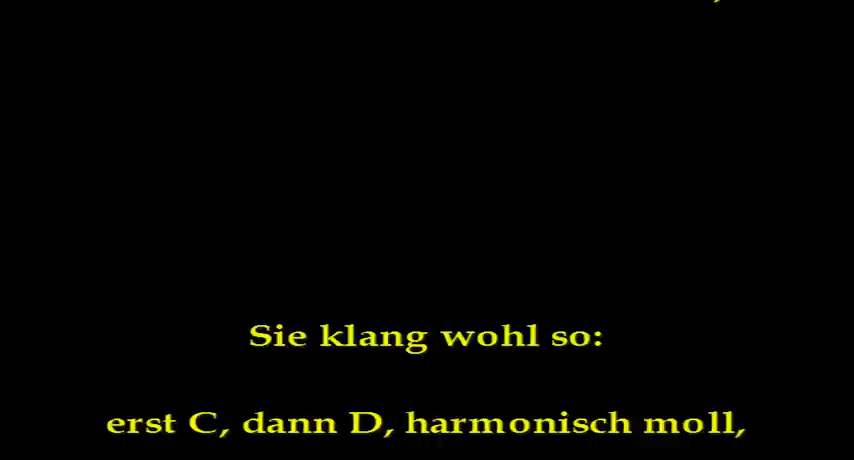 Sie klang wohl so:
erst C, dann D, harmonisch moll,